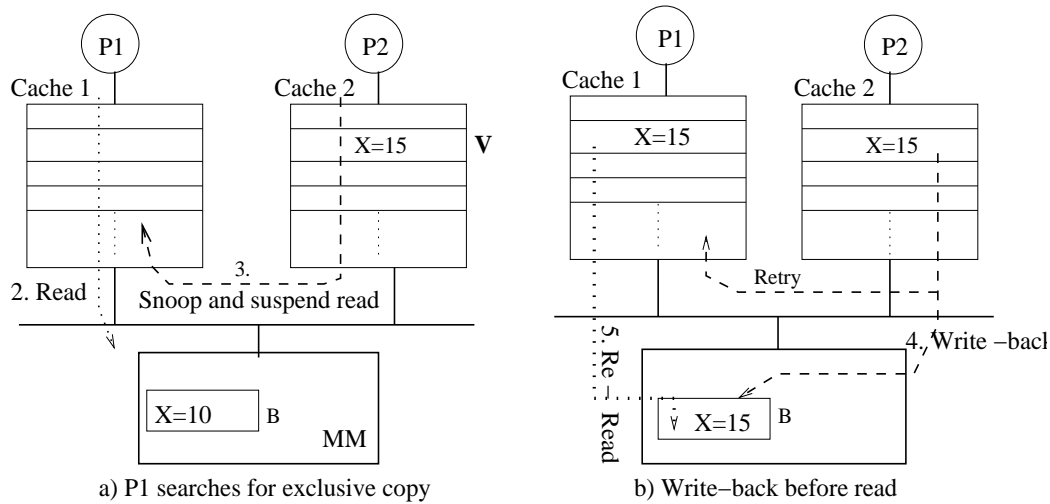 P1
P2
Cache 1
Cache 2
X=15
V
3.
2. Read
Snoop and suspend read
X=10
B
MM
a) P1 searches for exclusive copy
P1
P2
Cache 1
Cache 2
X=15
X=15
Retry
5. Re − Read
4. Write −back
X=15
B
b) Write−back before read